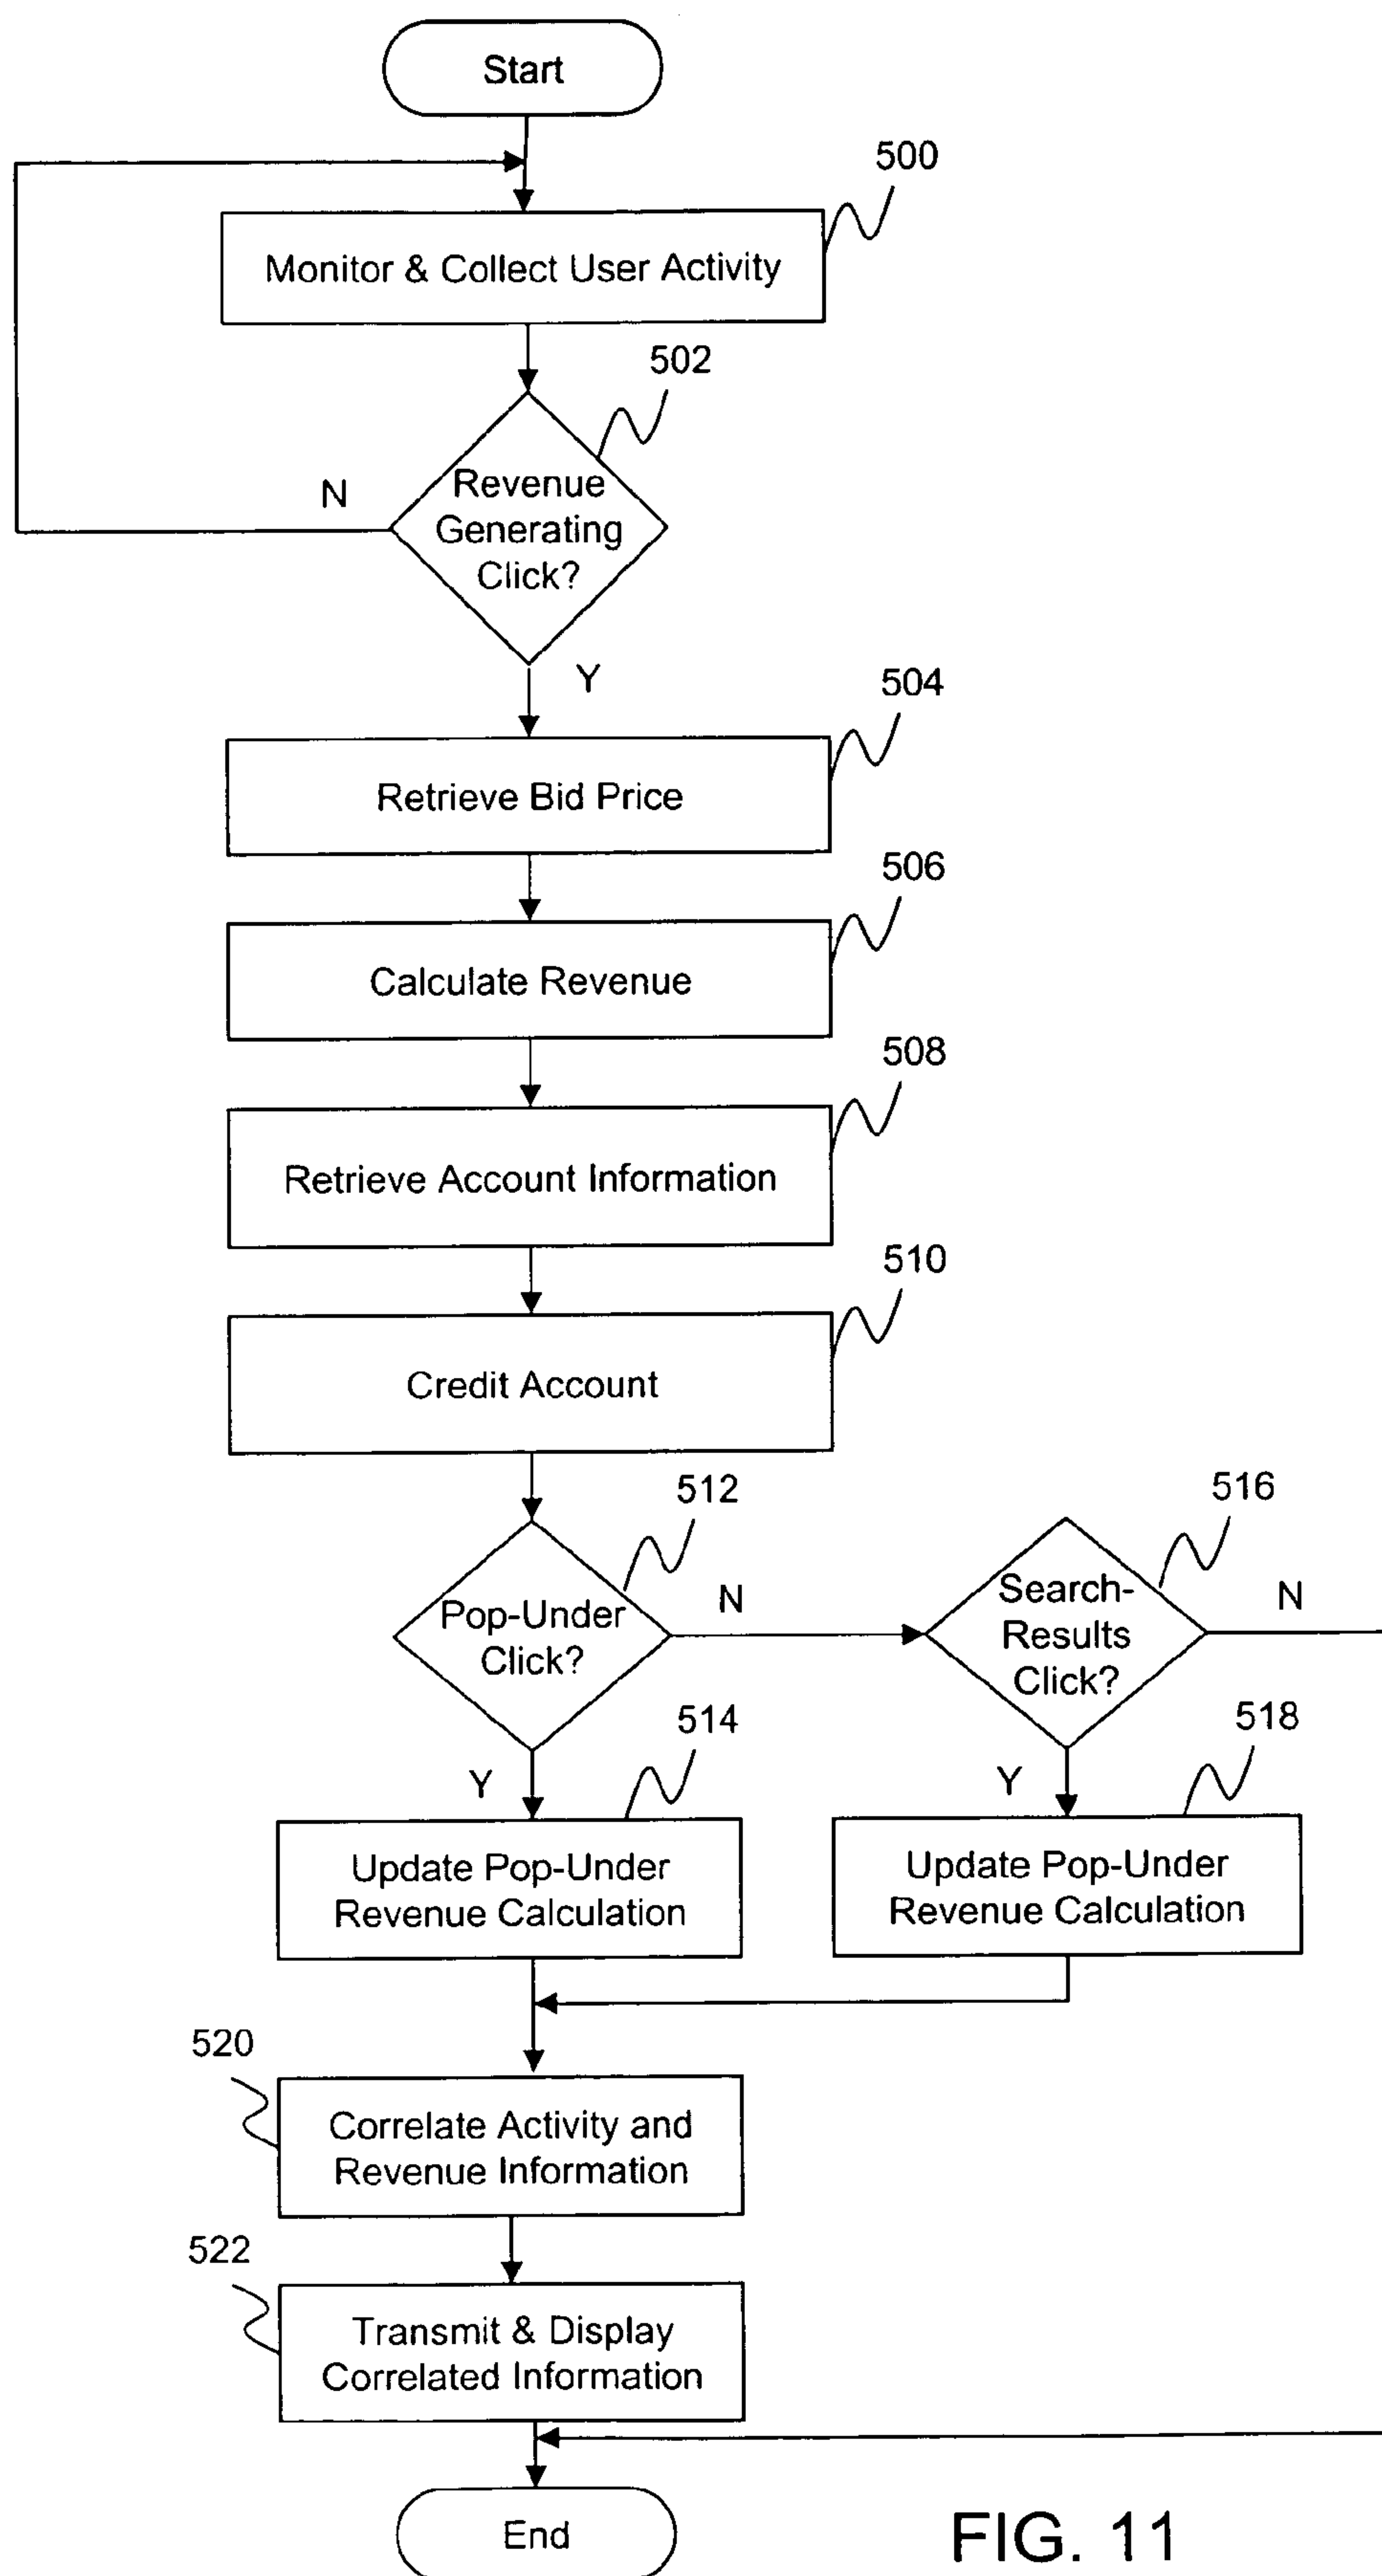 Start
500
Monitor & Collect User Activity
502
Revenue
Generating
Click?
N
Y
504
Retrieve Bid Price
506
Calculate Revenue
508
Retrieve Account Information
510
Credit Account
512
Pop-Under
Click?
N
516
Search-
Results
Click?
N
Y
514
Update Pop-Under
Revenue Calculation
Y
518
Update Pop-Under
Revenue Calculation
520
Correlate Activity and
Revenue Information
522
Transmit & Display
Correlated Information
End
FIG. 11